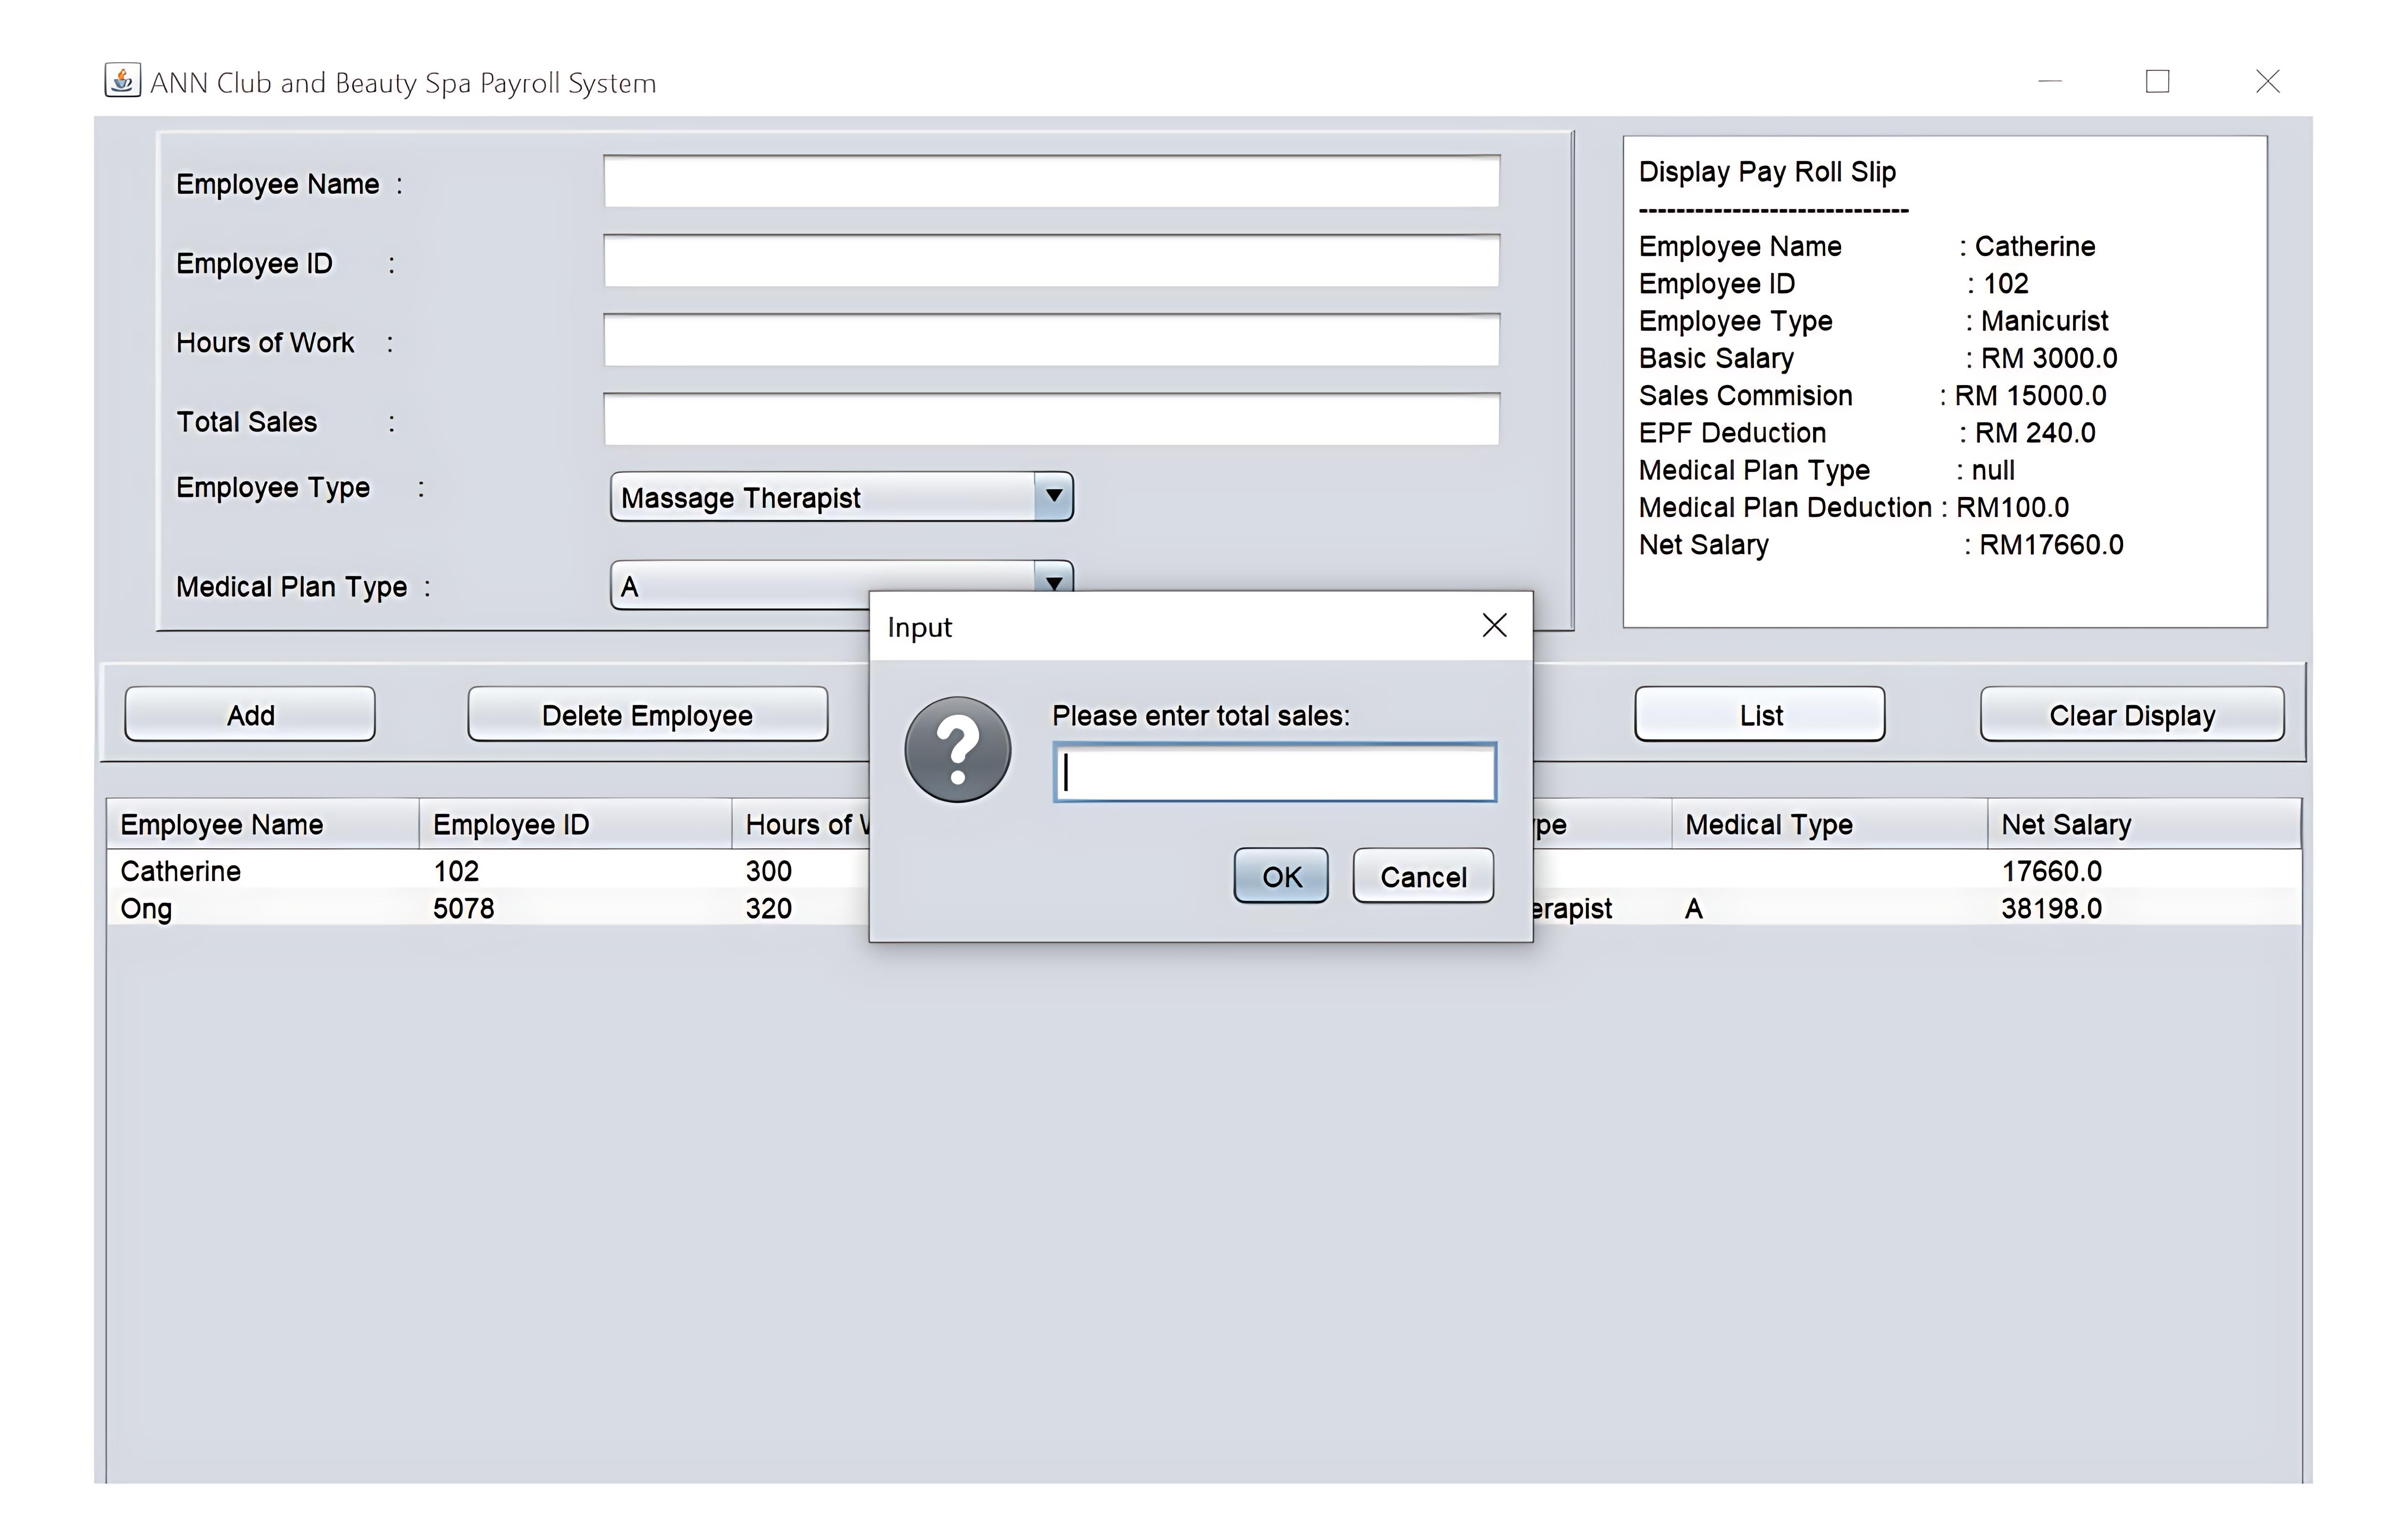 ANN Club and Beauty Spa Payroll System
Employee Name :
Employee ID :
Hours of Work :
Total Sales :
Employee Type : Massage Therapist
Medical Plan Type : A
Display Pay Roll Slip
-----------------------------
Employee Name : Catherine
Employee ID : 102
Employee Type : Manicurist
Basic Salary : RM 3000.0
Sales Commision : RM 15000.0
EPF Deduction : RM 240.0
Medical Plan Type : null
Medical Plan Deduction : RM100.0
Net Salary : RM17660.0
Add Delete Employee List Clear Display
Input
Please enter total sales:
OK Cancel
Employee Name Employee ID Hours of Medical Type Net Salary
Catherine 102 300 17660.0
Ong 5078 320 A 38198.0